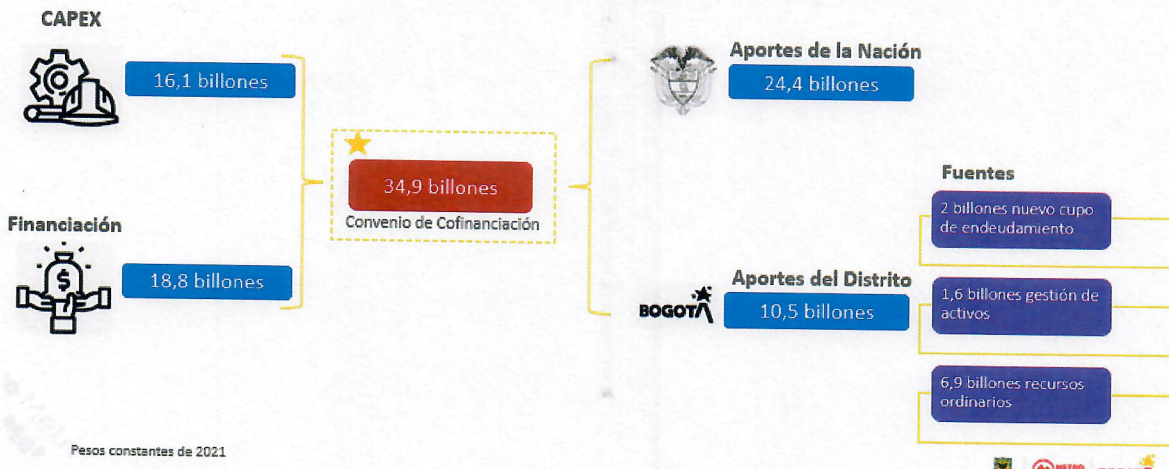 CAPEX
16,1 billones
Financiación
18,8 billones
34,9 billones
Convenio de Cofinanciación
Aportes de la Nación
24,4 billones
Aportes del Distrito
BOGOTÁ
10,5 billones
Fuentes
2 billones nuevo cupo
de endeudamiento
1,6 billones gestión de
activos
6,9 billones recursos
ordinarios
Pesos constantes de 2021
METRO